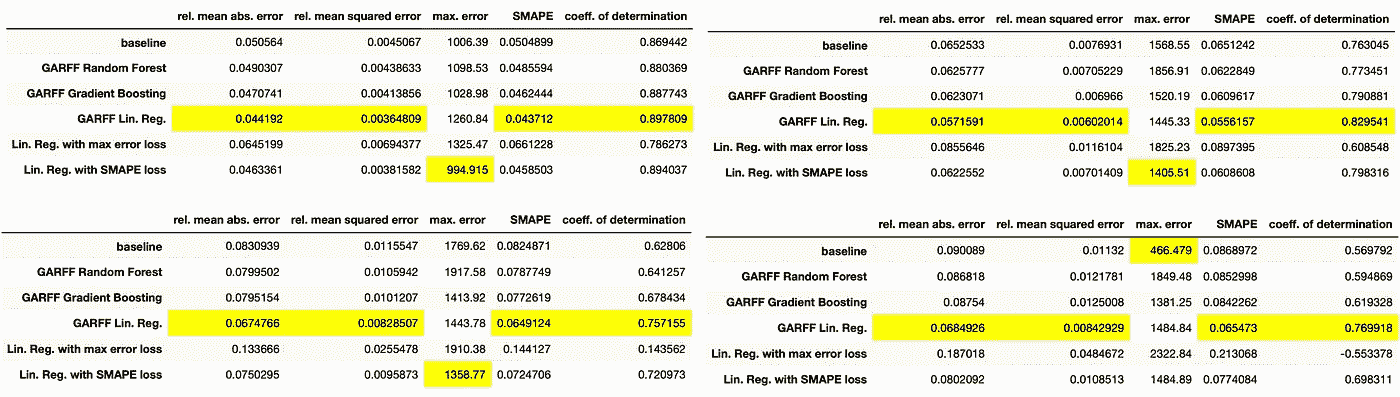 rel. mean abs. error rel. mean squared error max. error SMAPE coeff. of determination
baseline 0.050564 0.0045067 1006.39 0.0504899 0.869442
GARFF Random Forest 0.0490307 0.00438633 1098.53 0.0485594 0.880369
GARFF Gradient Boosting 0.0470741 0.00413856 1028.98 0.0462444 0.887743
GARFF Lin. Reg. 0.044192 0.00364809 1260.84 0.043712 0.897809
Lin. Reg. with max error loss 0.0645199 0.00694377 1325.47 0.0661228 0.786273
Lin. Reg. with SMAPE loss 0.0463361 0.00381582 994.915 0.0458503 0.894037
rel. mean abs. error rel. mean squared error max. error SMAPE coeff. of determination
baseline 0.0652533 0.0076931 1568.55 0.0651242 0.763045
GARFF Random Forest 0.0625777 0.00705229 1856.91 0.0622849 0.773451
GARFF Gradient Boosting 0.0623071 0.006966 1520.19 0.0609617 0.790881
GARFF Lin. Reg. 0.0571591 0.00602014 1445.33 0.0556157 0.829541
Lin. Reg. with max error loss 0.0855646 0.0116104 1825.23 0.0897395 0.608548
Lin. Reg. with SMAPE loss 0.0622552 0.00701409 1405.51 0.0608608 0.798316
rel. mean abs. error rel. mean squared error max. error SMAPE coeff. of determination
baseline 0.0830939 0.0115547 1769.62 0.0824871 0.62806
GARFF Random Forest 0.0799502 0.0105942 1917.58 0.0787749 0.641257
GARFF Gradient Boosting 0.0795154 0.0101207 1413.92 0.0772619 0.678434
GARFF Lin. Reg. 0.0674766 0.00828507 1443.78 0.0649124 0.757155
Lin. Reg. with max error loss 0.133666 0.0255478 1910.38 0.144127 0.143562
Lin. Reg. with SMAPE loss 0.0750295 0.0095873 1358.77 0.0724706 0.720973
rel. mean abs. error rel. mean squared error max. error SMAPE coeff. of determination
baseline 0.090089 0.01132 466.479 0.0868972 0.569792
GARFF Random Forest 0.086818 0.0121781 1849.48 0.0852998 0.594869
GARFF Gradient Boosting 0.08754 0.0125008 1381.25 0.0842262 0.619328
GARFF Lin. Reg. 0.0684926 0.00842929 1484.84 0.065473 0.769918
Lin. Reg. with max error loss 0.187018 0.0484672 2322.84 0.213068 -0.553378
Lin. Reg. with SMAPE loss 0.0802092 0.0108513 1484.89 0.0774084 0.698311